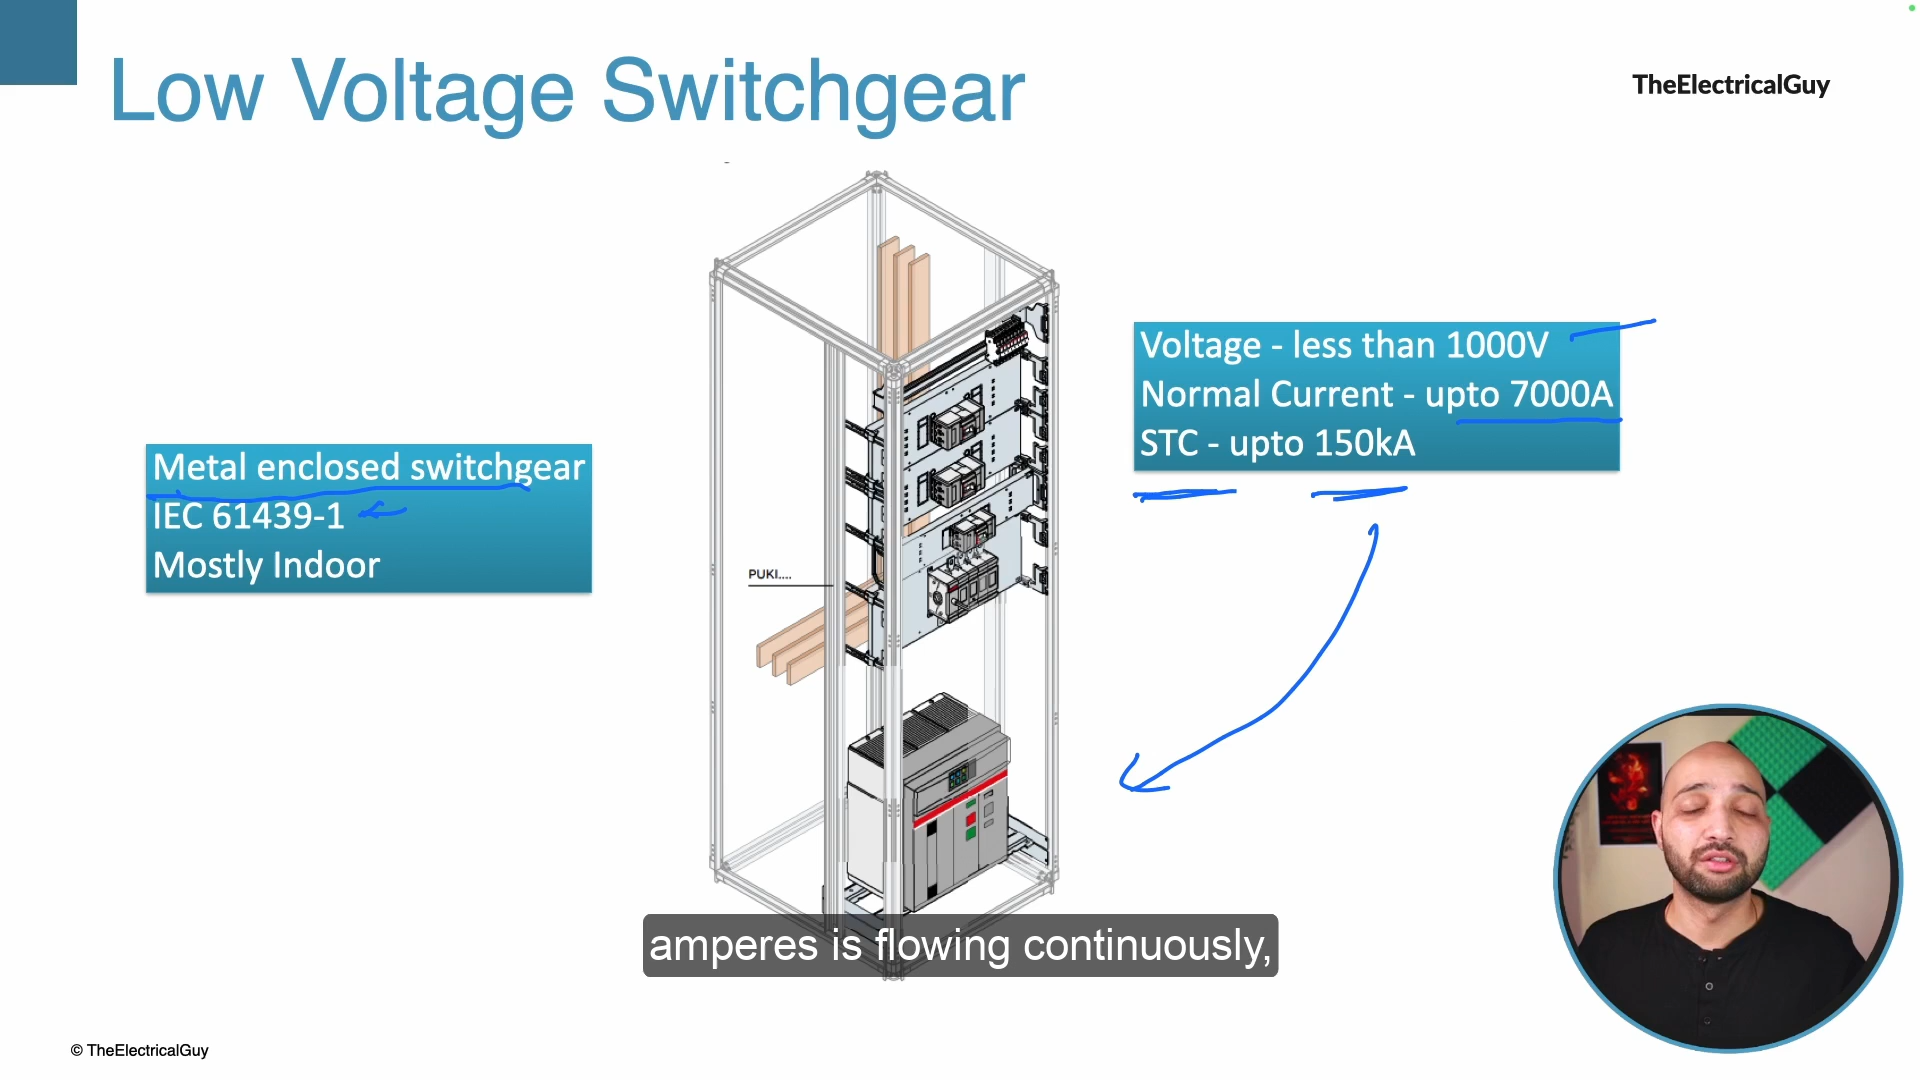 Low Voltage Switchgear
TheElectricalGuy
Voltage - less than 1000V
Normal Current - upto 7000A
STC - upto 150kA
Metal enclosed switchgear
IEC 61439-1
Mostly Indoor
PUKI....
amperes is flowing continuously,
© TheElectricalGuy